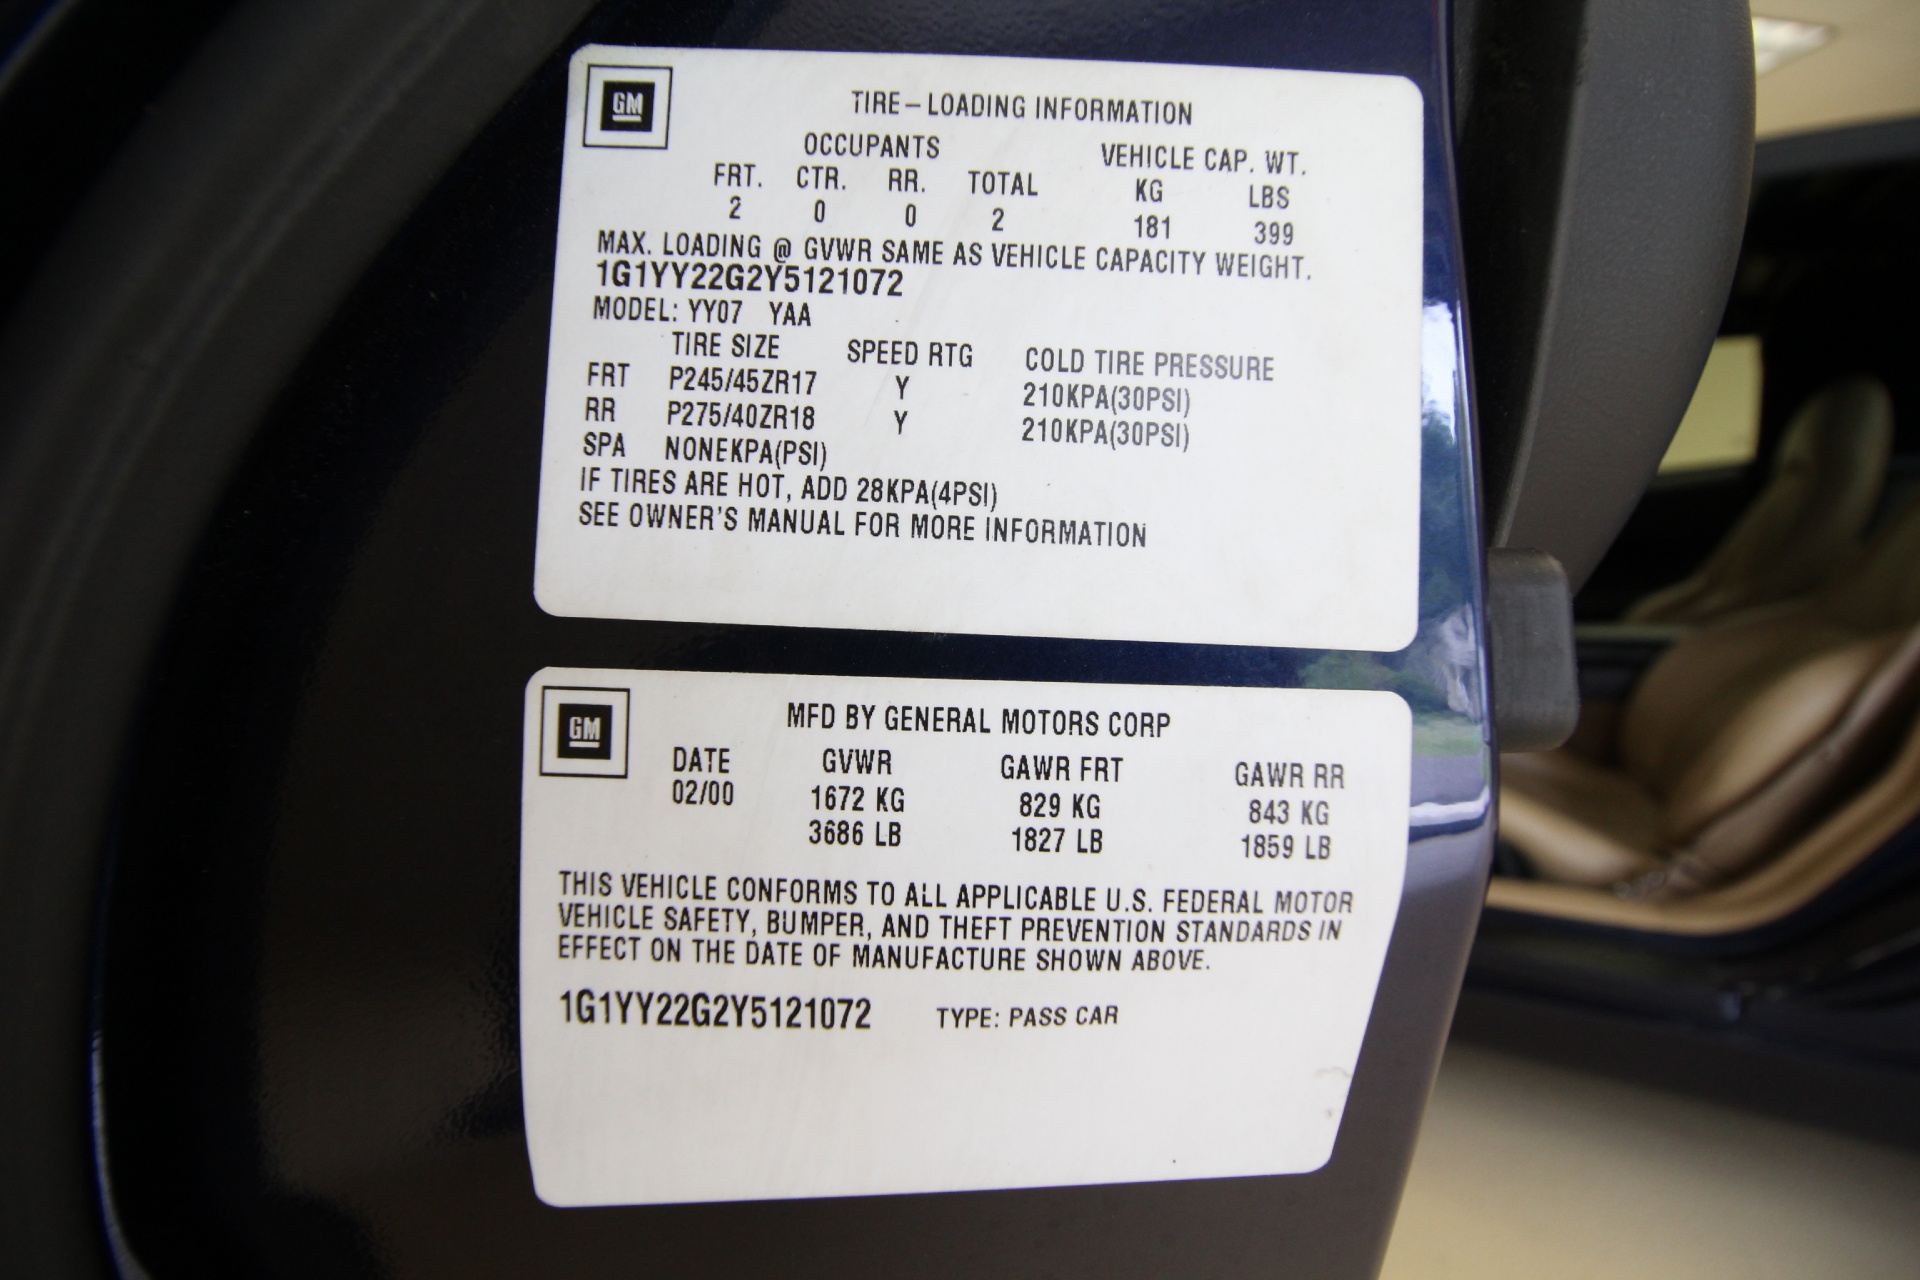 GM
TIRE-LOADING INFORMATION
OCCUPANTS VEHICLE CAP. WT.
FRT. CTR. RR. TOTAL KG LBS
2 0 0 2 181 399
MAX. LOADING @ GVWR SAME AS VEHICLE CAPACITY WEIGHT.
1G1YY22G2Y5121072
MODEL: YY07 YAA
TIRE SIZE SPEED RTG COLD TIRE PRESSURE
FRT P245/45ZR17 Y 210KPA(30PSI)
RR P275/40ZR18 Y 210KPA(30PSI)
SPA NONEKPA(PSI)
IF TIRES ARE HOT, ADD 28KPA(4PSI)
SEE OWNER'S MANUAL FOR MORE INFORMATION
GM
MFD BY GENERAL MOTORS CORP
DATE GVWR GAWR FRT GAWR RR
02/00 1672 KG 829 KG 843 KG
3686 LB 1827 LB 1859 LB
THIS VEHICLE CONFORMS TO ALL APPLICABLE U.S. FEDERAL MOTOR
VEHICLE SAFETY, BUMPER, AND THEFT PREVENTION STANDARDS IN
EFFECT ON THE DATE OF MANUFACTURE SHOWN ABOVE.
1G1YY22G2Y5121072 TYPE: PASS CAR